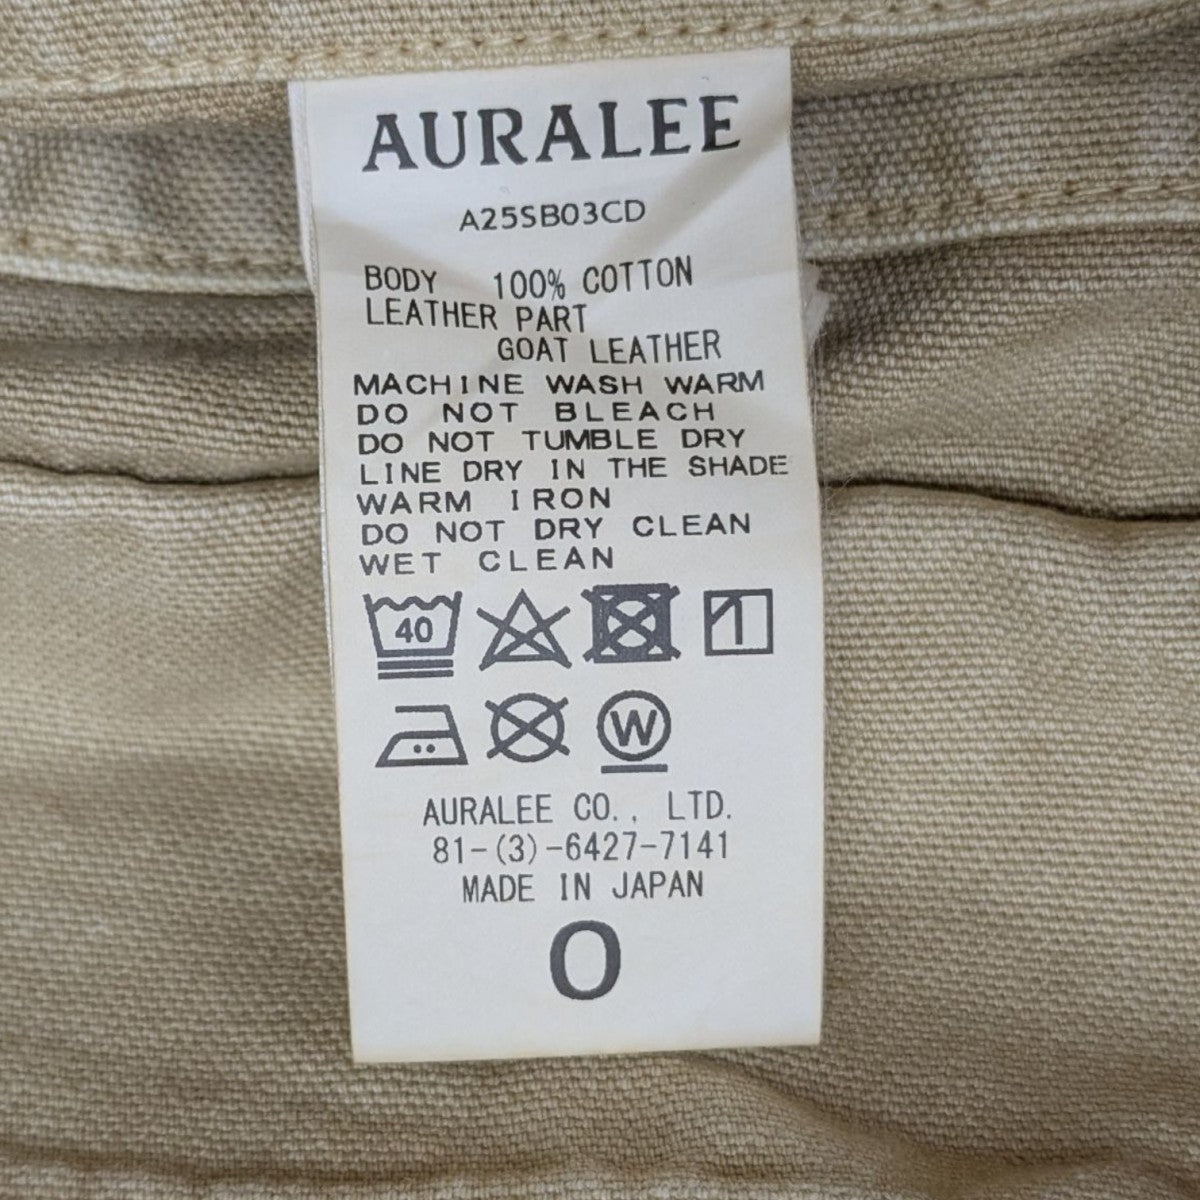 AURALEE
A25SB03CD
BODY 100% COTTON
LEATHER PART
GOAT LEATHER
MACHINE WASH WARM
DO NOT BLEACH
DO NOT TUMBLE DRY
LINE DRY IN THE SHADE
WARM IRON
DO NOT DRY CLEAN
WET CLEAN
40
W
AURALEE CO., LTD.
81-(3)-6427-7141
MADE IN JAPAN
0